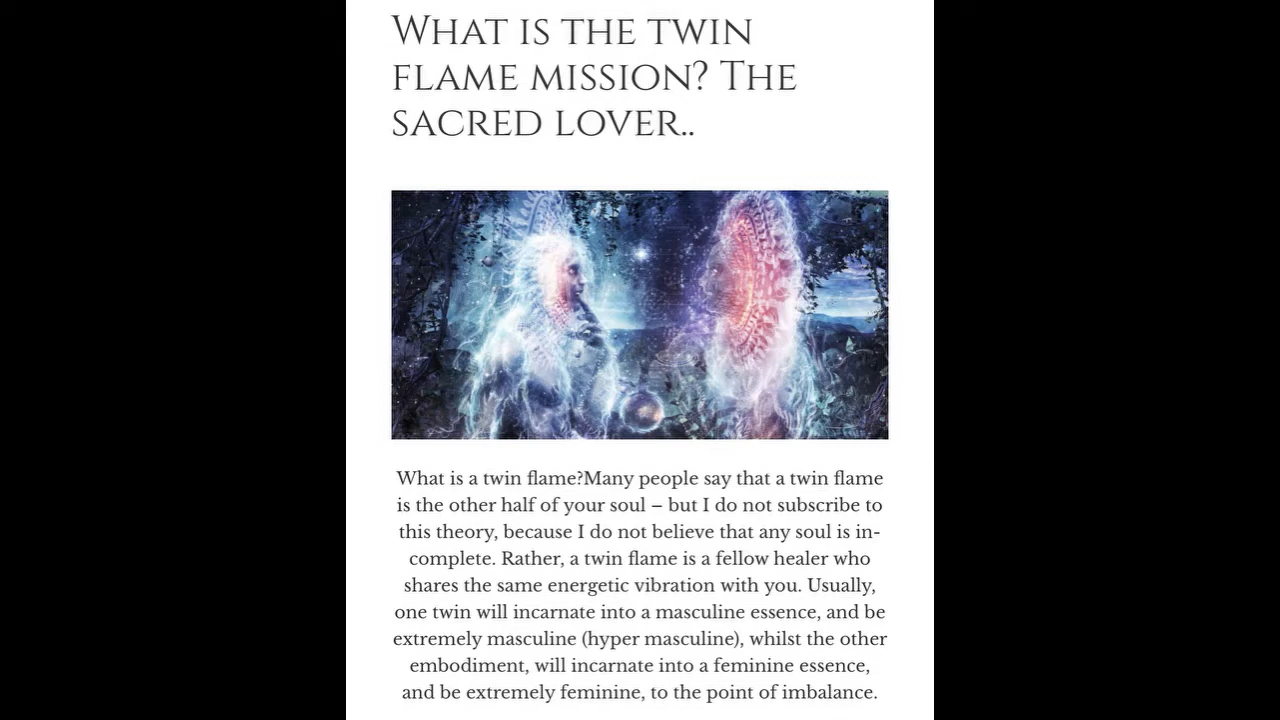 What is the twin
flame mission? The
sacred lover..
What is a twin flame?Many people say that a twin flame
is the other half of your soul – but I do not subscribe to
this theory, because I do not believe that any soul is in-
complete. Rather, a twin flame is a fellow healer who
shares the same energetic vibration with you. Usually,
one twin will incarnate into a masculine essence, and be
extremely masculine (hyper masculine), whilst the other
embodiment, will incarnate into a feminine essence,
and be extremely feminine, to the point of imbalance.